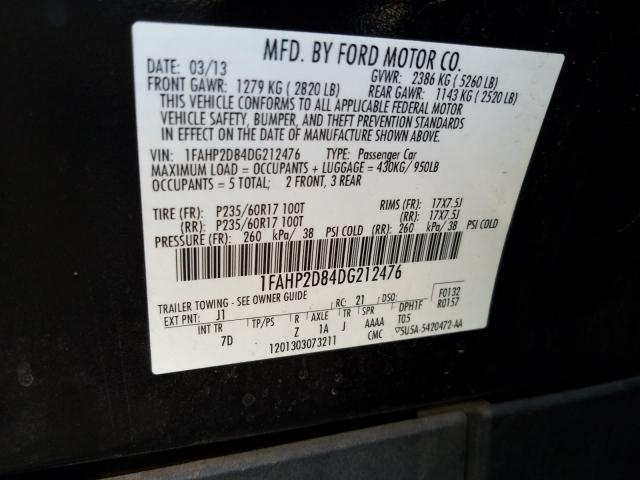 MFD. BY FORD MOTOR CO.
DATE: 03/13 GVWR: 2386 KG ( 5260 LB)
FRONT GAWR: 1279 KG ( 2820 LB) REAR GAWR: 1143 KG ( 2520 LB)
THIS VEHICLE CONFORMS TO ALL APPLICABLE FEDERAL MOTOR
VEHICLE SAFETY, BUMPER, AND THEFT PREVENTION STANDARDS
IN EFFECT ON THE DATE OF MANUFACTURE SHOWN ABOVE.
VIN: 1FAHP2D84DG212476 TYPE: Passenger Car
MAXIMUM LOAD = OCCUPANTS + LUGGAGE = 430KG/ 950LB
OCCUPANTS = 5 TOTAL; 2 FRONT, 3 REAR
TIRE (FR): P235/60R17 100T RIMS (FR): 17X7.5J
(RR): P235/60R17 100T (RR): 17X7.5J
PRESSURE (FR): 260 kPa/ 38 PSI COLD (RR): 260 kPa/ 38 PSI COLD
1FAHP2D84DG212476
TRAILER TOWING - SEE OWNER GUIDE
EXT PNT: J1 RC: 21 DSO: F0132
INT TR TP/PS R AXLE TR SPR DPH1F R0157
7D Z 1A J AAAA T05
1201303073211 CMC 5U5A-5420472-AA